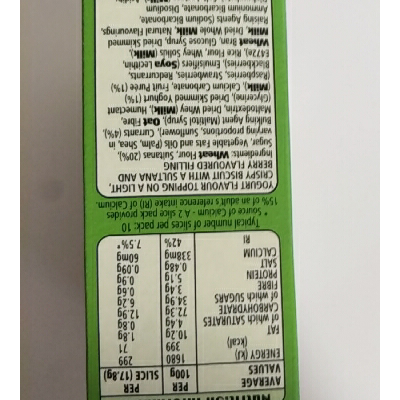 Nutrition Information
AVERAGE VALUES PER 100g PER SLICE (17.8g)
ENERGY (kJ) 1680 299
(kcal) 399 71
FAT 10.2g 1.8g
of which SATURATES 4.4g 0.8g
CARBOHYDRATE 72.3g 12.9g
of which SUGARS 34.9g 6.2g
FIBRE 3.4g 0.6g
PROTEIN 5.1g 0.9g
SALT 0.48g 0.09g
CALCIUM 338mg 60mg
RI 42% 7.5%*
Typical number of slices per pack: 10
* Source of Calcium - A 2 slice pack provides
15% of an adult's reference intake (RI) of Calcium.
YOGURT FLAVOUR TOPPING ON A LIGHT,
CRISPY BISCUIT WITH A SULTANA AND
BERRY FLAVOURED FILLING
Ingredients: Wheat Flour, Sultanas (20%),
Sugar, Vegetable Fats and Oils (Palm, Shea, in
varying proportions, Sunflower), Currants (4%),
Bulking Agent (Maltitol Syrup), Oat Fibre,
Maltodextrin, Dried Whey (Milk), Humectant
(Glycerine), Dried Skimmed Yoghurt (1%)
(Milk), Calcium Carbonate, Fruit Purée (1%)
Raspberries, Strawberries, Redcurrants,
Blackberries), Emulsifiers (Soya Lecithin,
E472e), Rice Flour, Whey Solids (Milk),
Wheat Bran, Glucose Syrup, Dried Skimmed
Milk, Dried Whole Milk, Natural Flavourings,
Raising Agents (Sodium Bicarbonate,
Ammonium Bicarbonate, Disodium